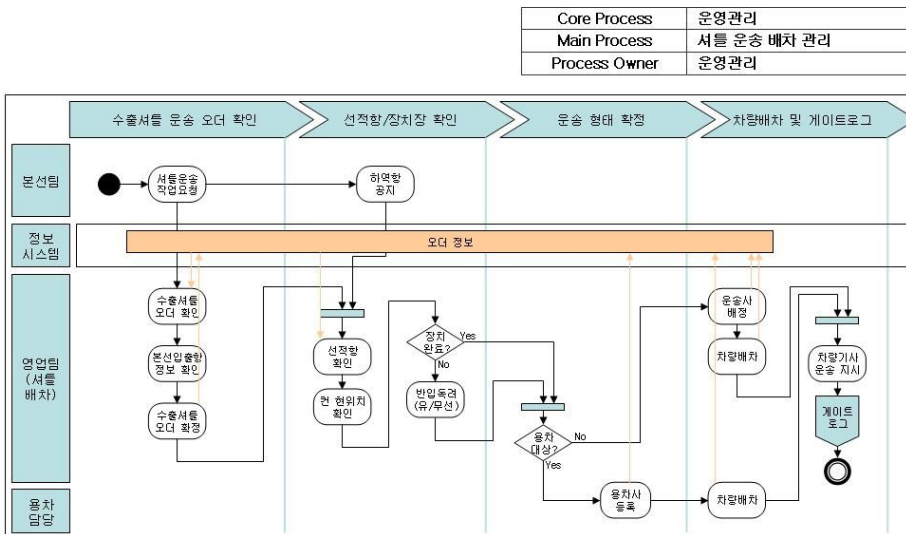 Core Process 운영관리
Main Process 셔틀 운송 배차 관리
Process Owner 운영관리
수출셔틀 운송 오더 확인
선적항/장치장 확인
운송 형태 확정
차량배차 및 게이트로그
본선팀
셔틀운송
작업요청
하역항
공지
정보
시스템
오더 정보
영업팀
(셔틀
배차)
수출셔틀
오더 확인
본선입출항
정보 확인
수출셔틀
오더 확정
선적항
확인
컨 현위치
확인
장치
완료?
Yes
No
반입독려
(유/무선)
용차
대상?
No
Yes
운송사
배정
차량배차
차량기사
운송 지시
게이트
로그
용차
담당
용차사
등록
차량배차